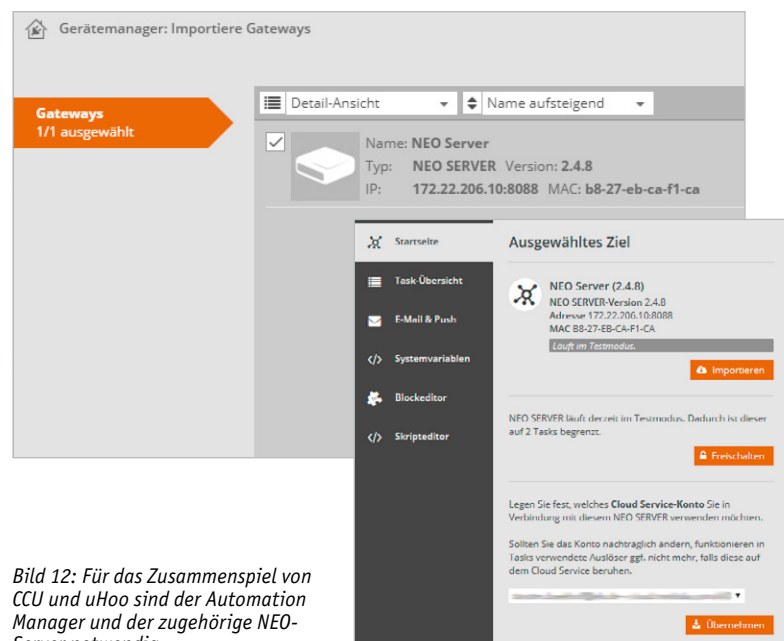 Gerätemanager: Importiere Gateways
Gateways
1/1 ausgewählt
Detail-Ansicht
Name aufsteigend
Name: NEO Server
Typ: NEO SERVER Version: 2.4.8
IP: 172.22.206.10:8088 MAC: b8-27-eb-ca-f1-ca
Startseite
Task-Übersicht
E-Mail & Push
Systemvariablen
Blockeditor
Skripteditor
Ausgewähltes Ziel
NEO Server (2.4.8)
NEO SERVER-Version 2.4.8
Adresse 172.22.206.10:8088
MAC B8-27-EB-CA-F1-CA
Läuft im Testmodus.
Importieren
NEO SERVER läuft derzeit im Testmodus. Dadurch ist dieser
auf 2 Tasks begrenzt.
Freischalten
Legen Sie fest, welches Cloud Service-Konto Sie in
Verbindung mit diesem NEO SERVER verwenden möchten.
Sollten Sie das Konto nachträglich ändern, funktionieren in
Tasks verwendete Auslöser ggf. nicht mehr, falls diese auf
dem Cloud Service beruhen.
Übernehmen
Bild 12: Für das Zusammenspiel von
CCU und uHoo sind der Automation
Manager und der zugehörige NEO-
Server notwendig